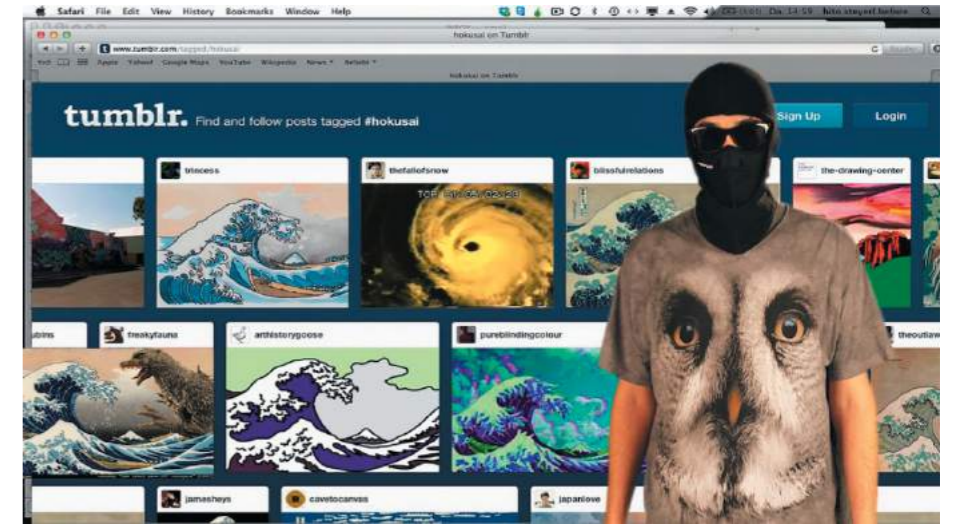 Safari File Edit View History Bookmarks Window Help
hokusai on Tumblr
www.tumblr.com/tagged/hokusai
Apple Yahoo! Google Maps YouTube Wikipedia News
hokusai on Tumblr
tumblr. Find and follow posts tagged #hokusai
Sign Up Login
trincess thefallofsnow blissfulrelations the-drawing-center
ubins freakyfauna arthistorygoose pureblindingcolour theoutlaw
jamesheys cavetocanvas japanlove